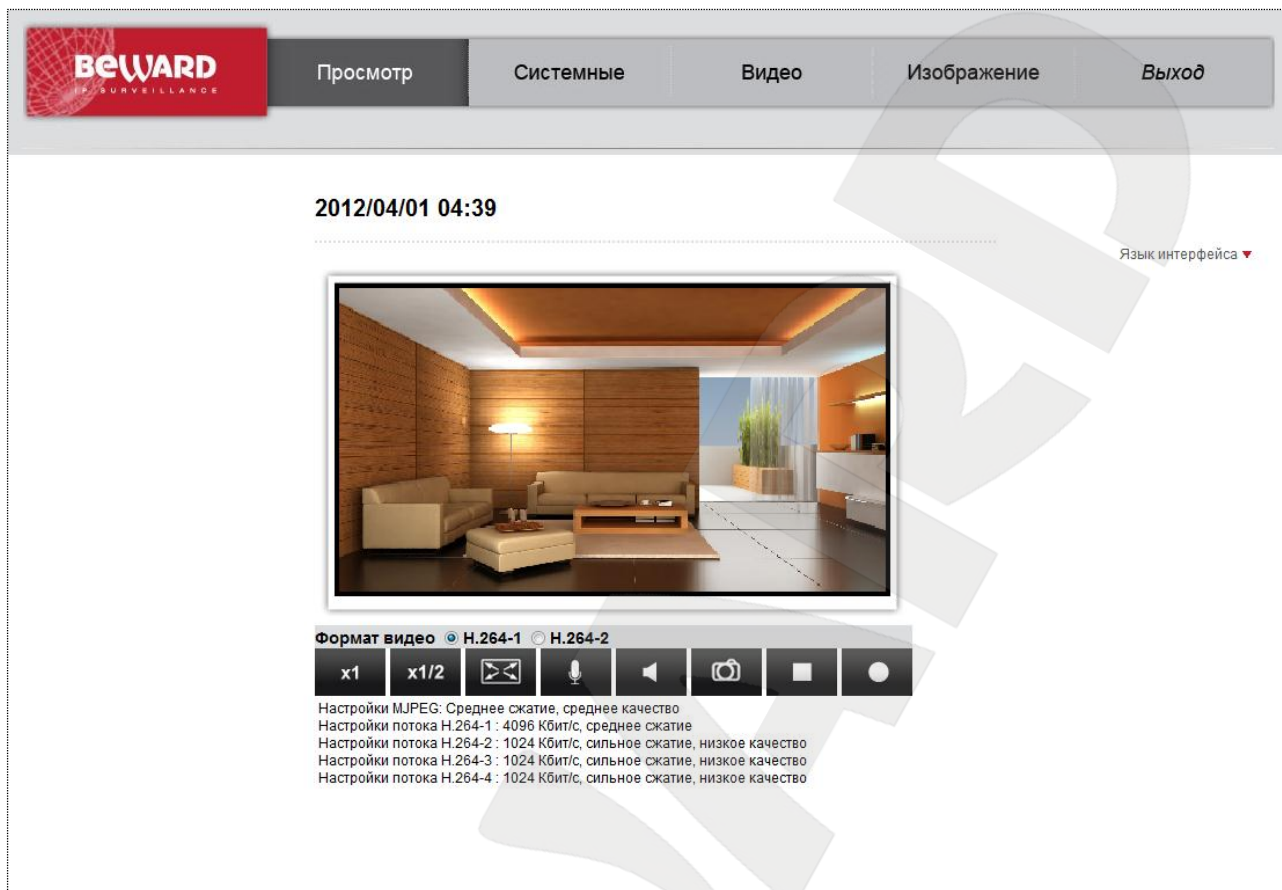 BEWARD
IP SURVEILLANCE
Просмотр
Системные
Видео
Изображение
Выход
2012/04/01 04:39
Язык интерфейса
Формат видео H.264-1 H.264-2
x1 x1/2
Настройки MJPEG: Среднее сжатие, среднее качество
Настройки потока H.264-1 : 4096 Кбит/с, среднее сжатие
Настройки потока H.264-2 : 1024 Кбит/с, сильное сжатие, низкое качество
Настройки потока H.264-3 : 1024 Кбит/с, сильное сжатие, низкое качество
Настройки потока H.264-4 : 1024 Кбит/с, сильное сжатие, низкое качество